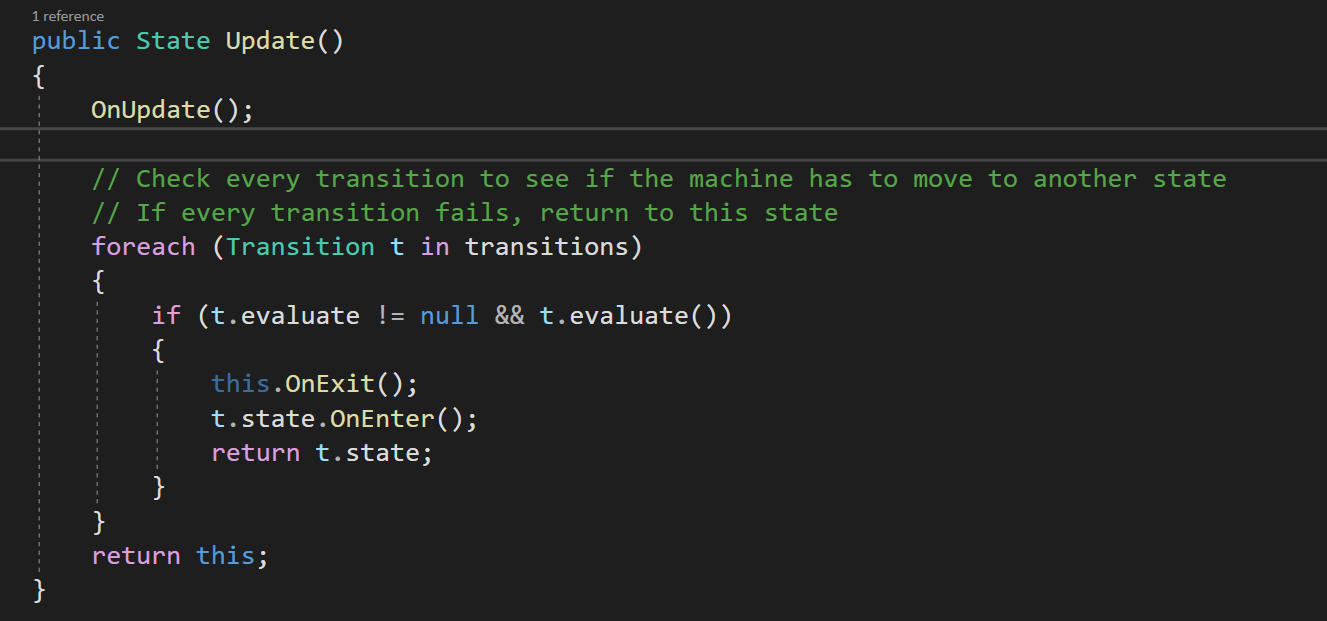 1 reference
public State Update()
{
    OnUpdate();

    // Check every transition to see if the machine has to move to another state
    // If every transition fails, return to this state
    foreach (Transition t in transitions)
    {
        if (t.evaluate != null && t.evaluate())
        {
            this.OnExit();
            t.state.OnEnter();
            return t.state;
        }
    }
    return this;
}